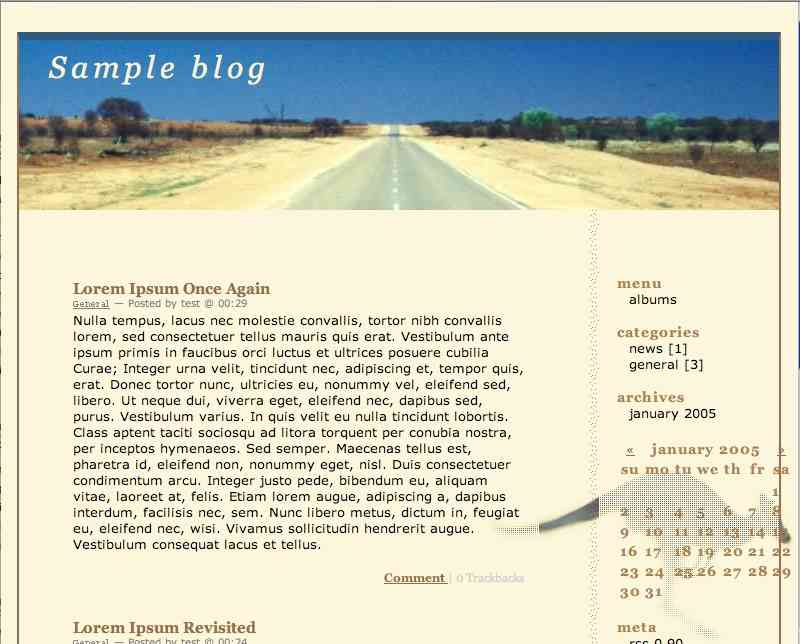 Sample blog
Lorem Ipsum Once Again
General — Posted by test @ 00:29
Nulla tempus, lacus nec molestie convallis, tortor nibh convallis
lorem, sed consectetuer tellus mauris quis erat. Vestibulum ante
ipsum primis in faucibus orci luctus et ultrices posuere cubilia
Curae; Integer urna velit, tincidunt nec, adipiscing et, tempor quis,
erat. Donec tortor nunc, ultricies eu, nonummy vel, eleifend sed,
libero. Ut neque dui, viverra eget, eleifend nec, dapibus sed,
purus. Vestibulum varius. In quis velit eu nulla tincidunt lobortis.
Class aptent taciti sociosqu ad litora torquent per conubia nostra,
per inceptos hymenaeos. Sed semper. Maecenas tellus est,
pharetra id, eleifend non, nonummy eget, nisl. Duis consectetuer
condimentum arcu. Integer justo pede, bibendum eu, aliquam
vitae, laoreet at, felis. Etiam lorem augue, adipiscing a, dapibus
interdum, facilisis nec, sem. Nunc libero metus, dictum in, feugiat
eu, eleifend nec, wisi. Vivamus sollicitudin hendrerit augue.
Vestibulum consequat lacus et tellus.
Comment | 0 Trackbacks
Lorem Ipsum Revisited
General — Posted by test @ 00:24
menu
albums
categories
news [1]
general [3]
archives
january 2005
« january 2005 »
su mo tu we th fr sa
1
2 3 4 5 6 7 8
9 10 11 12 13 14 15
16 17 18 19 20 21 22
23 24 25 26 27 28 29
30 31
meta
rss 0.90